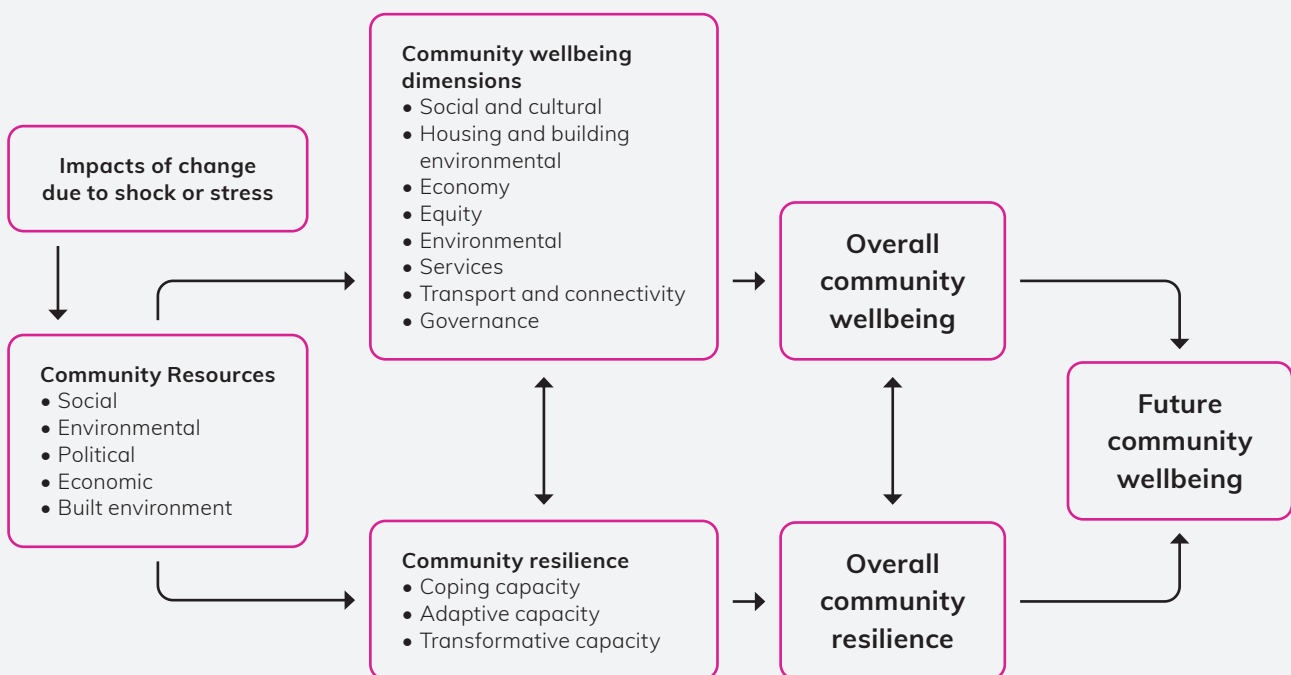 Impacts of change
due to shock or stress
Community Resources
• Social
• Environmental
• Political
• Economic
• Built environment
Community wellbeing
dimensions
• Social and cultural
• Housing and building
environmental
• Economy
• Equity
• Environmental
• Services
• Transport and connectivity
• Governance
Community resilience
• Coping capacity
• Adaptive capacity
• Transformative capacity
Overall
community
wellbeing
Overall
community
resilience
Future
community
wellbeing